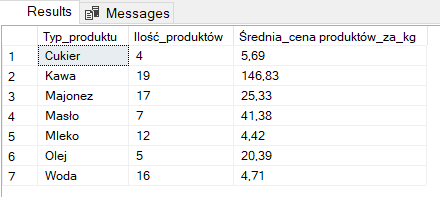 Results Messages
Typ_produktu Ilość_produktów Średnia_cena produktów_za_kg
1 Cukier 4 5,69
2 Kawa 19 146,83
3 Majonez 17 25,33
4 Masło 7 41,38
5 Mleko 12 4,42
6 Olej 5 20,39
7 Woda 16 4,71